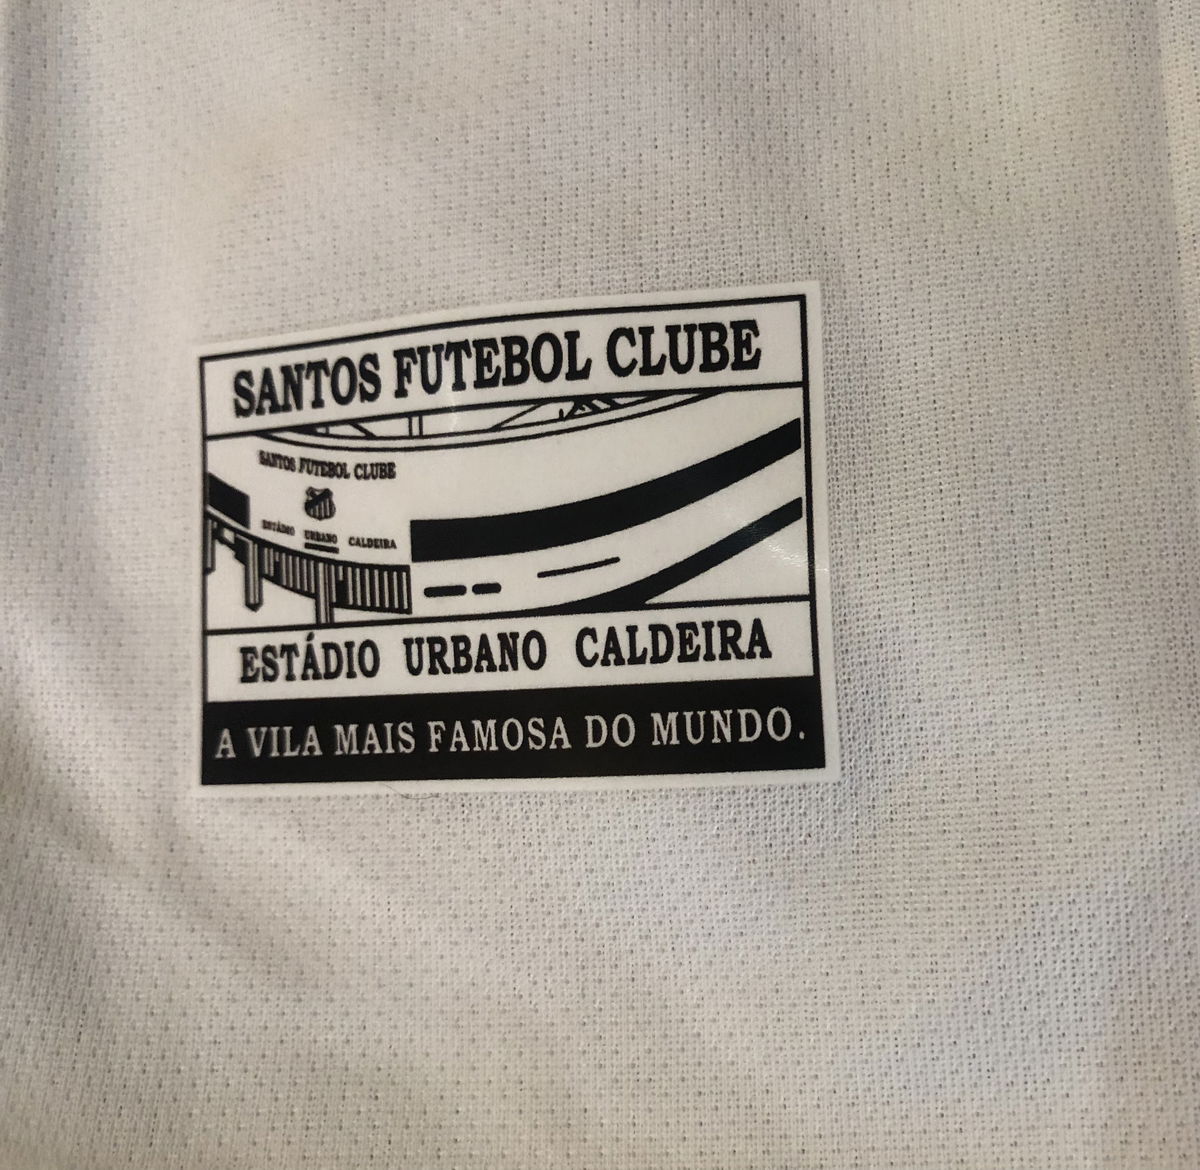 SANTOS FUTEBOL CLUBE
SANTOS FUTEBOL CLUBE
ESTÁDIO URBANO CALDEIRA
ESTÁDIO URBANO CALDEIRA
A VILA MAIS FAMOSA DO MUNDO.